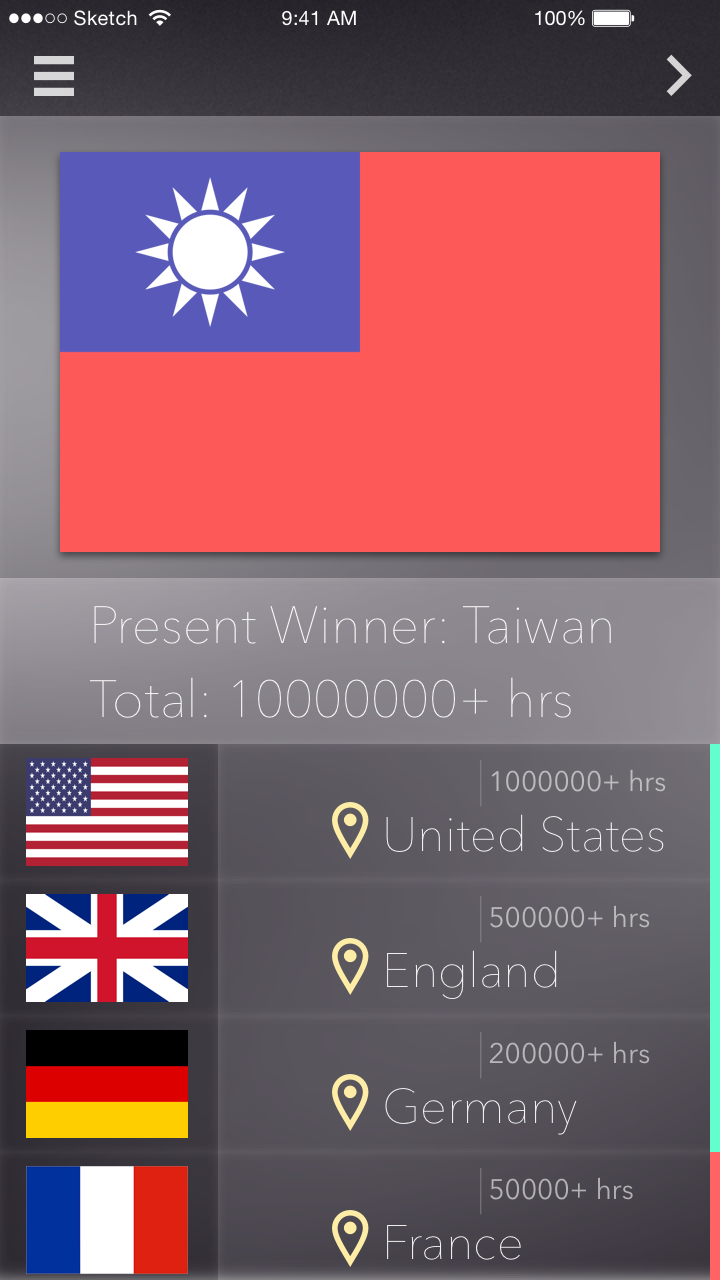 Sketch 9:41 AM 100%
Present Winner: Taiwan
Total: 10000000+ hrs
1000000+ hrs
United States
500000+ hrs
England
200000+ hrs
Germany
50000+ hrs
France